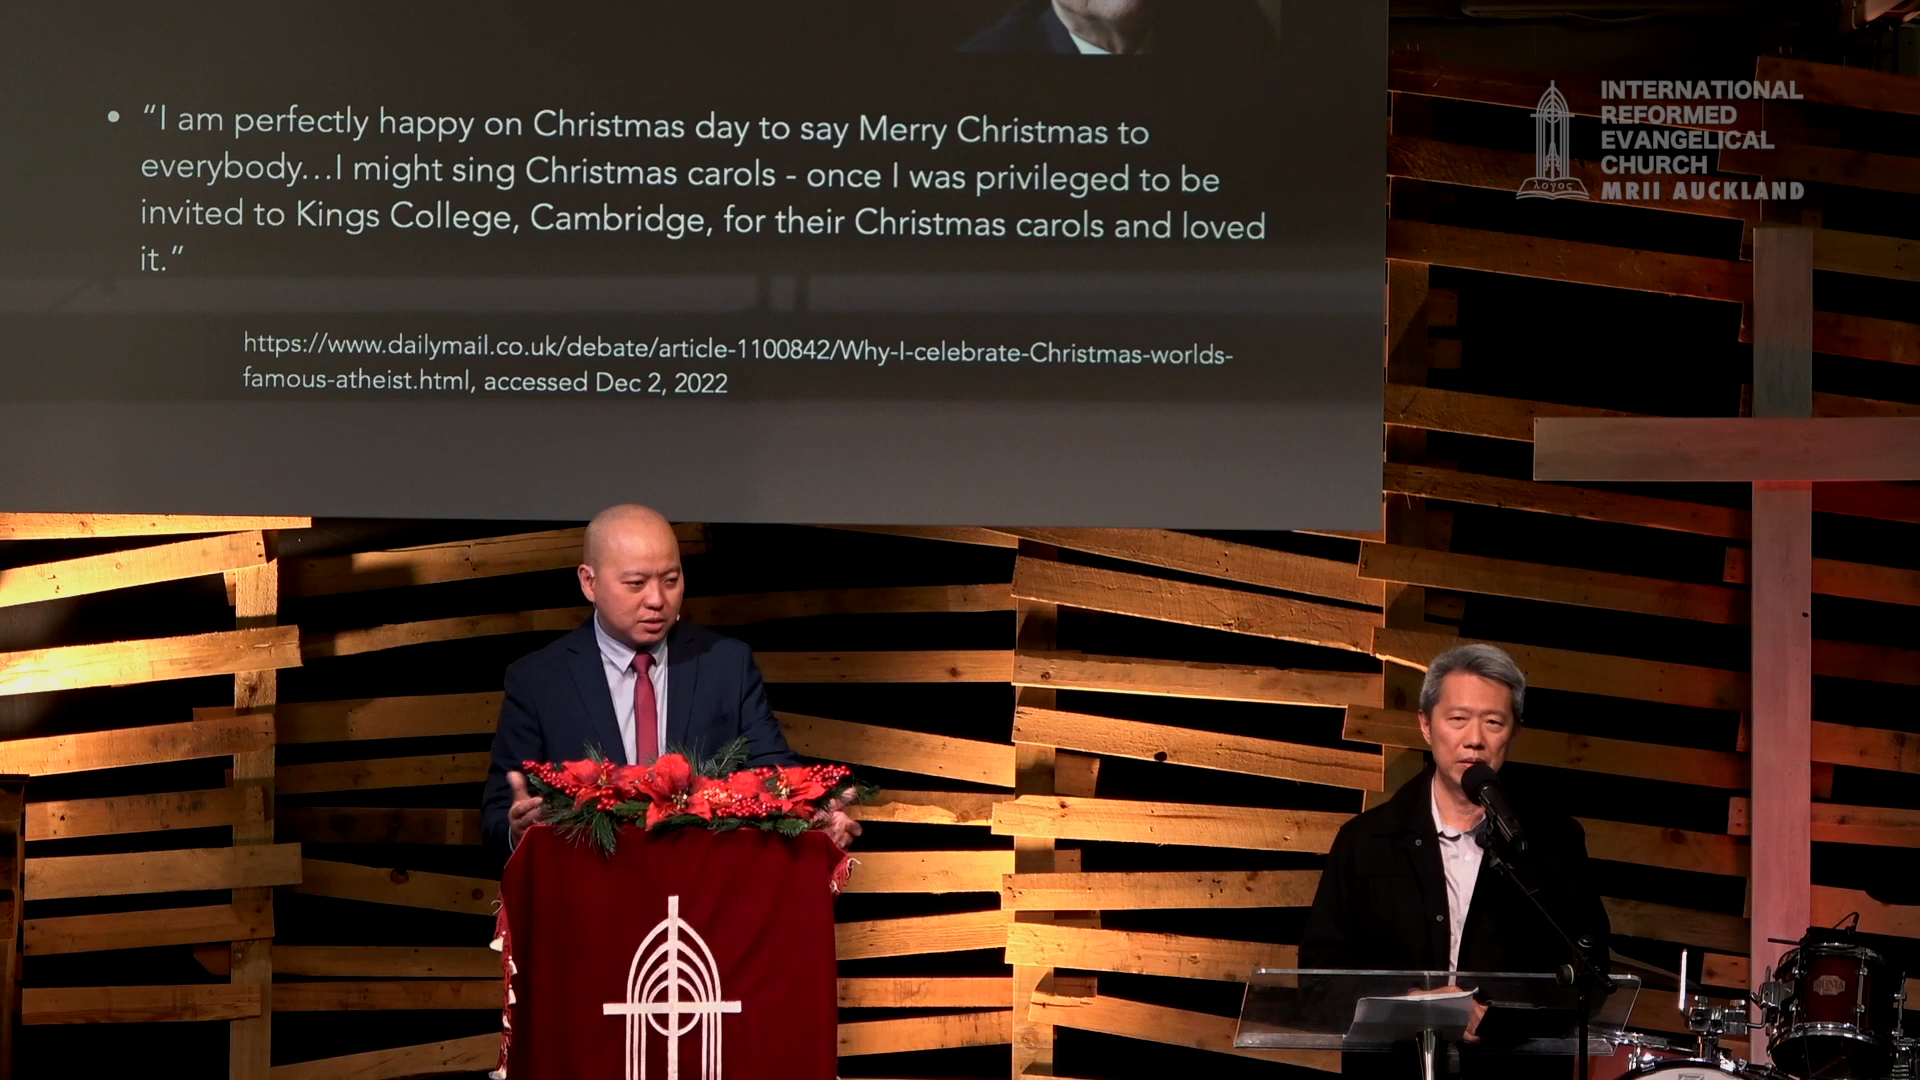 • “I am perfectly happy on Christmas day to say Merry Christmas to
everybody...I might sing Christmas carols - once I was privileged to be
invited to Kings College, Cambridge, for their Christmas carols and loved
it.”
https://www.dailymail.co.uk/debate/article-1100842/Why-I-celebrate-Christmas-worlds-
famous-atheist.html, accessed Dec 2, 2022
INTERNATIONAL
REFORMED
EVANGELICAL
CHURCH
MRII AUCKLAND
λογος